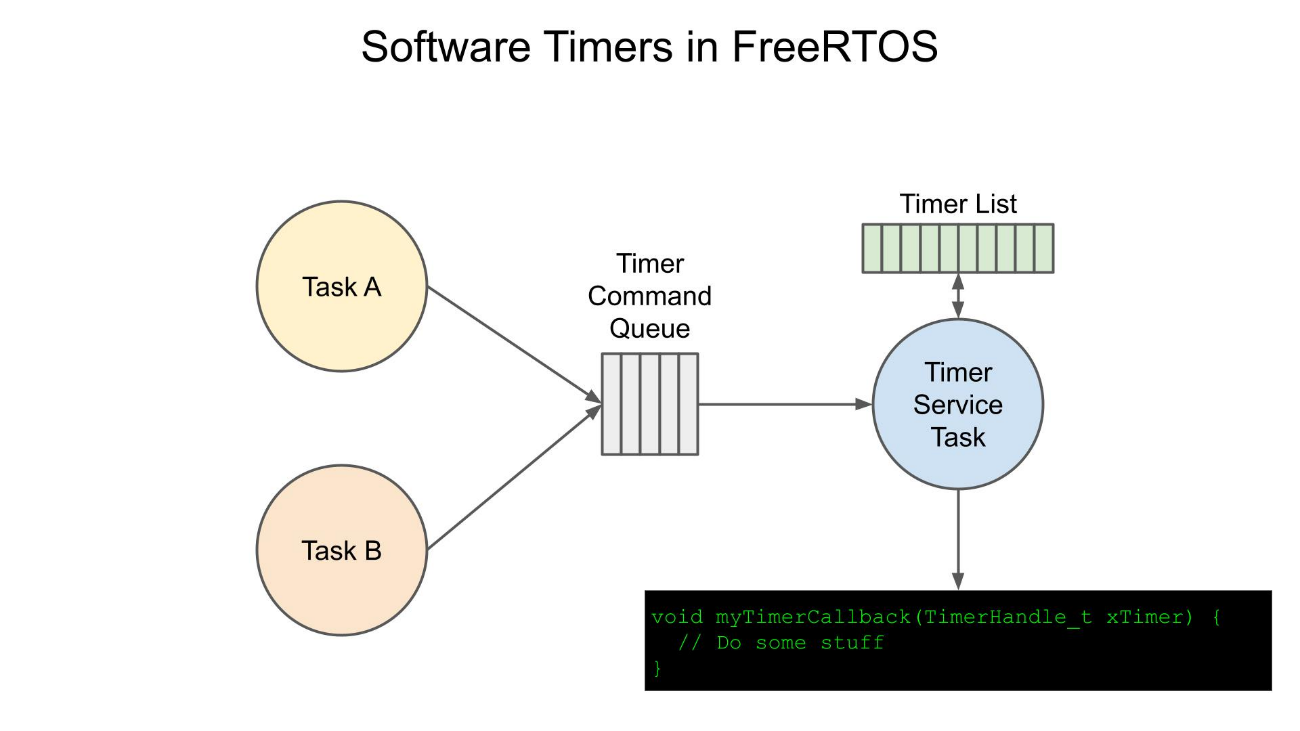 Software Timers in FreeRTOS
Task A
Task B
Timer
Command
Queue
Timer List
Timer
Service
Task
void myTimerCallback(TimerHandle_t xTimer) {
  // Do some stuff
}